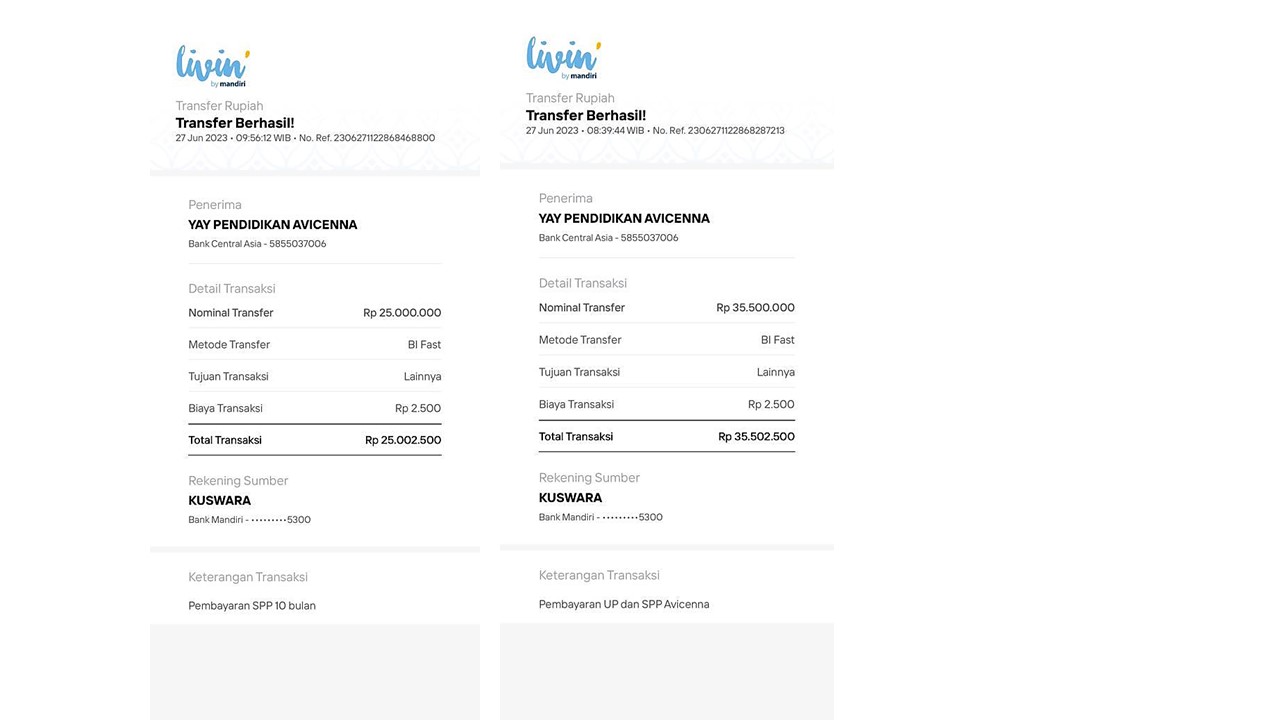 livin'
by mandiri
Transfer Rupiah
Transfer Berhasil!
27 Jun 2023 • 09:56:12 WIB • No. Ref. 2306271122868468800
Penerima
YAY PENDIDIKAN AVICENNA
Bank Central Asia - 5855037006
Detail Transaksi
Nominal Transfer Rp 25.000.000
Metode Transfer BI Fast
Tujuan Transaksi Lainnya
Biaya Transaksi Rp 2.500
Total Transaksi Rp 25.002.500
Rekening Sumber
KUSWARA
Bank Mandiri - •••••••••5300
Keterangan Transaksi
Pembayaran SPP 10 bulan
livin'
by mandiri
Transfer Rupiah
Transfer Berhasil!
27 Jun 2023 • 08:39:44 WIB • No. Ref. 2306271122868287213
Penerima
YAY PENDIDIKAN AVICENNA
Bank Central Asia - 5855037006
Detail Transaksi
Nominal Transfer Rp 35.500.000
Metode Transfer BI Fast
Tujuan Transaksi Lainnya
Biaya Transaksi Rp 2.500
Total Transaksi Rp 35.502.500
Rekening Sumber
KUSWARA
Bank Mandiri - •••••••••5300
Keterangan Transaksi
Pembayaran UP dan SPP Avicenna